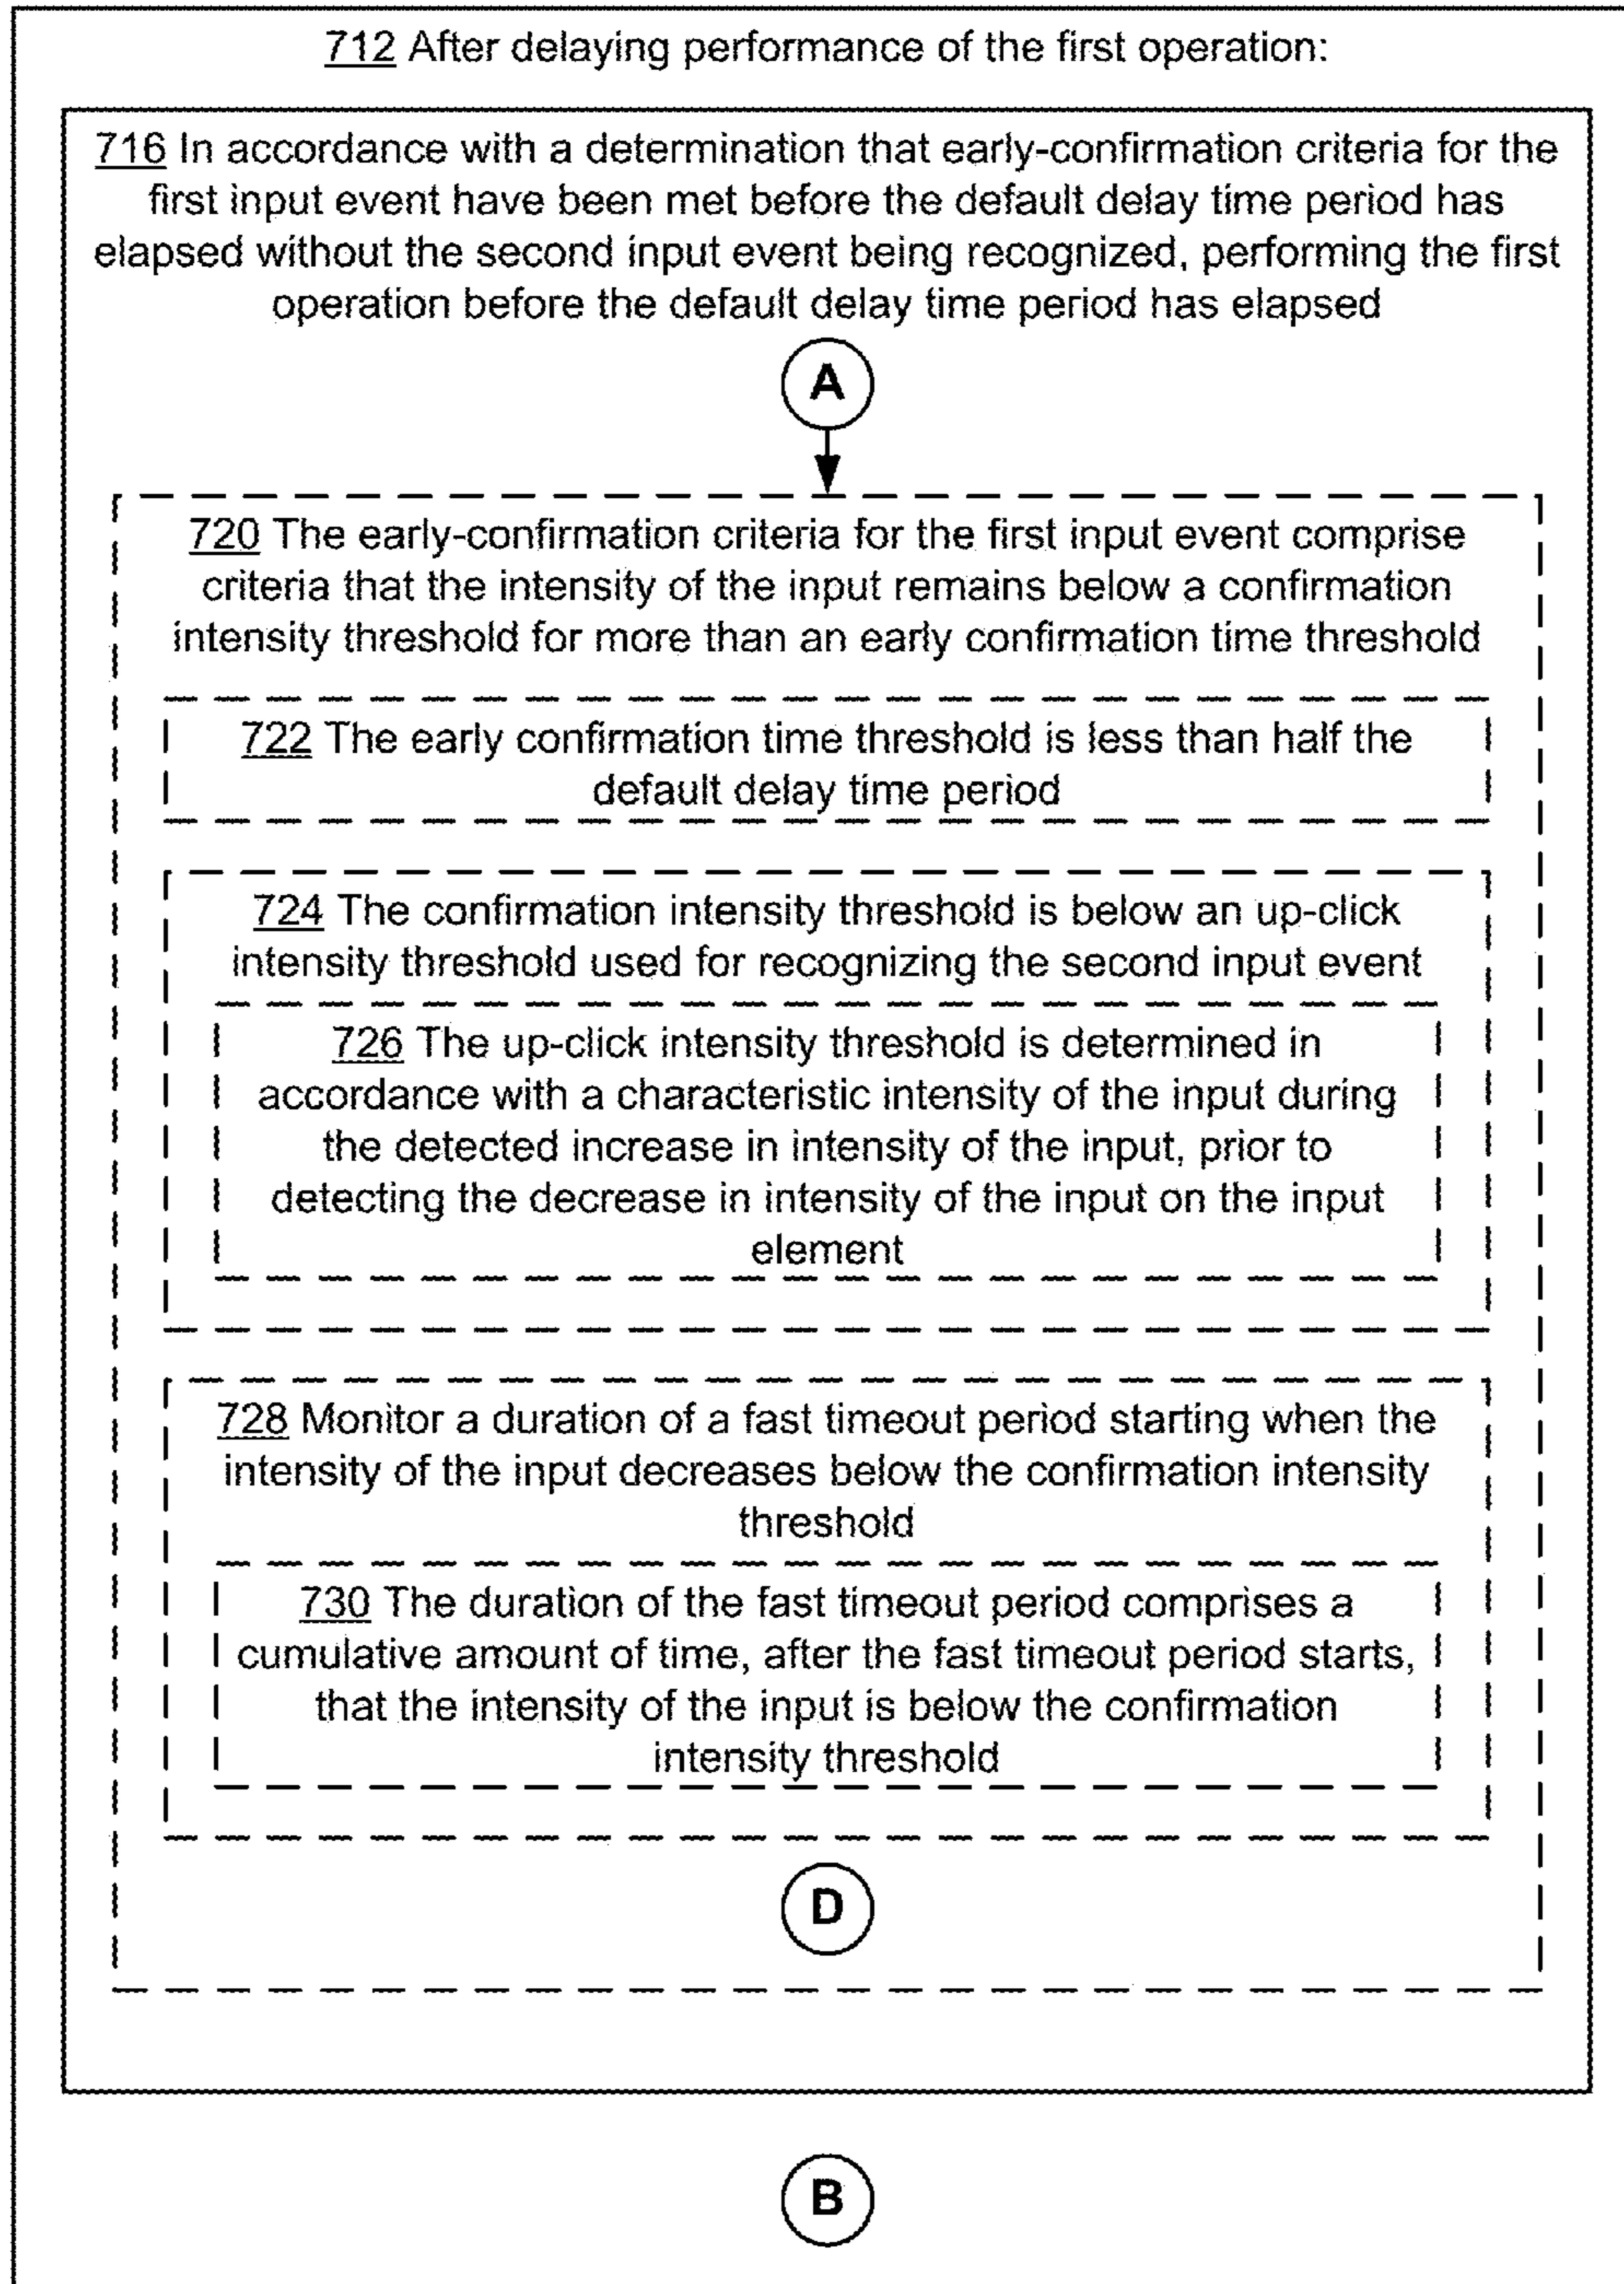 712 After delaying performance of the first operation:
716 In accordance with a determination that early-confirmation criteria for the
first input event have been met before the default delay time period has
elapsed without the second input event being recognized, performing the first
operation before the default delay time period has elapsed
A
720 The early-confirmation criteria for the first input event comprise
criteria that the intensity of the input remains below a confirmation
intensity threshold for more than an early confirmation time threshold
722 The early confirmation time threshold is less than half the
default delay time period
724 The confirmation intensity threshold is below an up-click
intensity threshold used for recognizing the second input event
726 The up-click intensity threshold is determined in
accordance with a characteristic intensity of the input during
the detected increase in intensity of the input, prior to
detecting the decrease in intensity of the input on the input
element
728 Monitor a duration of a fast timeout period starting when the
intensity of the input decreases below the confirmation intensity
threshold
730 The duration of the fast timeout period comprises a
cumulative amount of time, after the fast timeout period starts,
that the intensity of the input is below the confirmation
intensity threshold
D
B